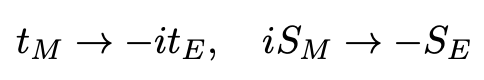 t_M → −it_E, iS_M → −S_E